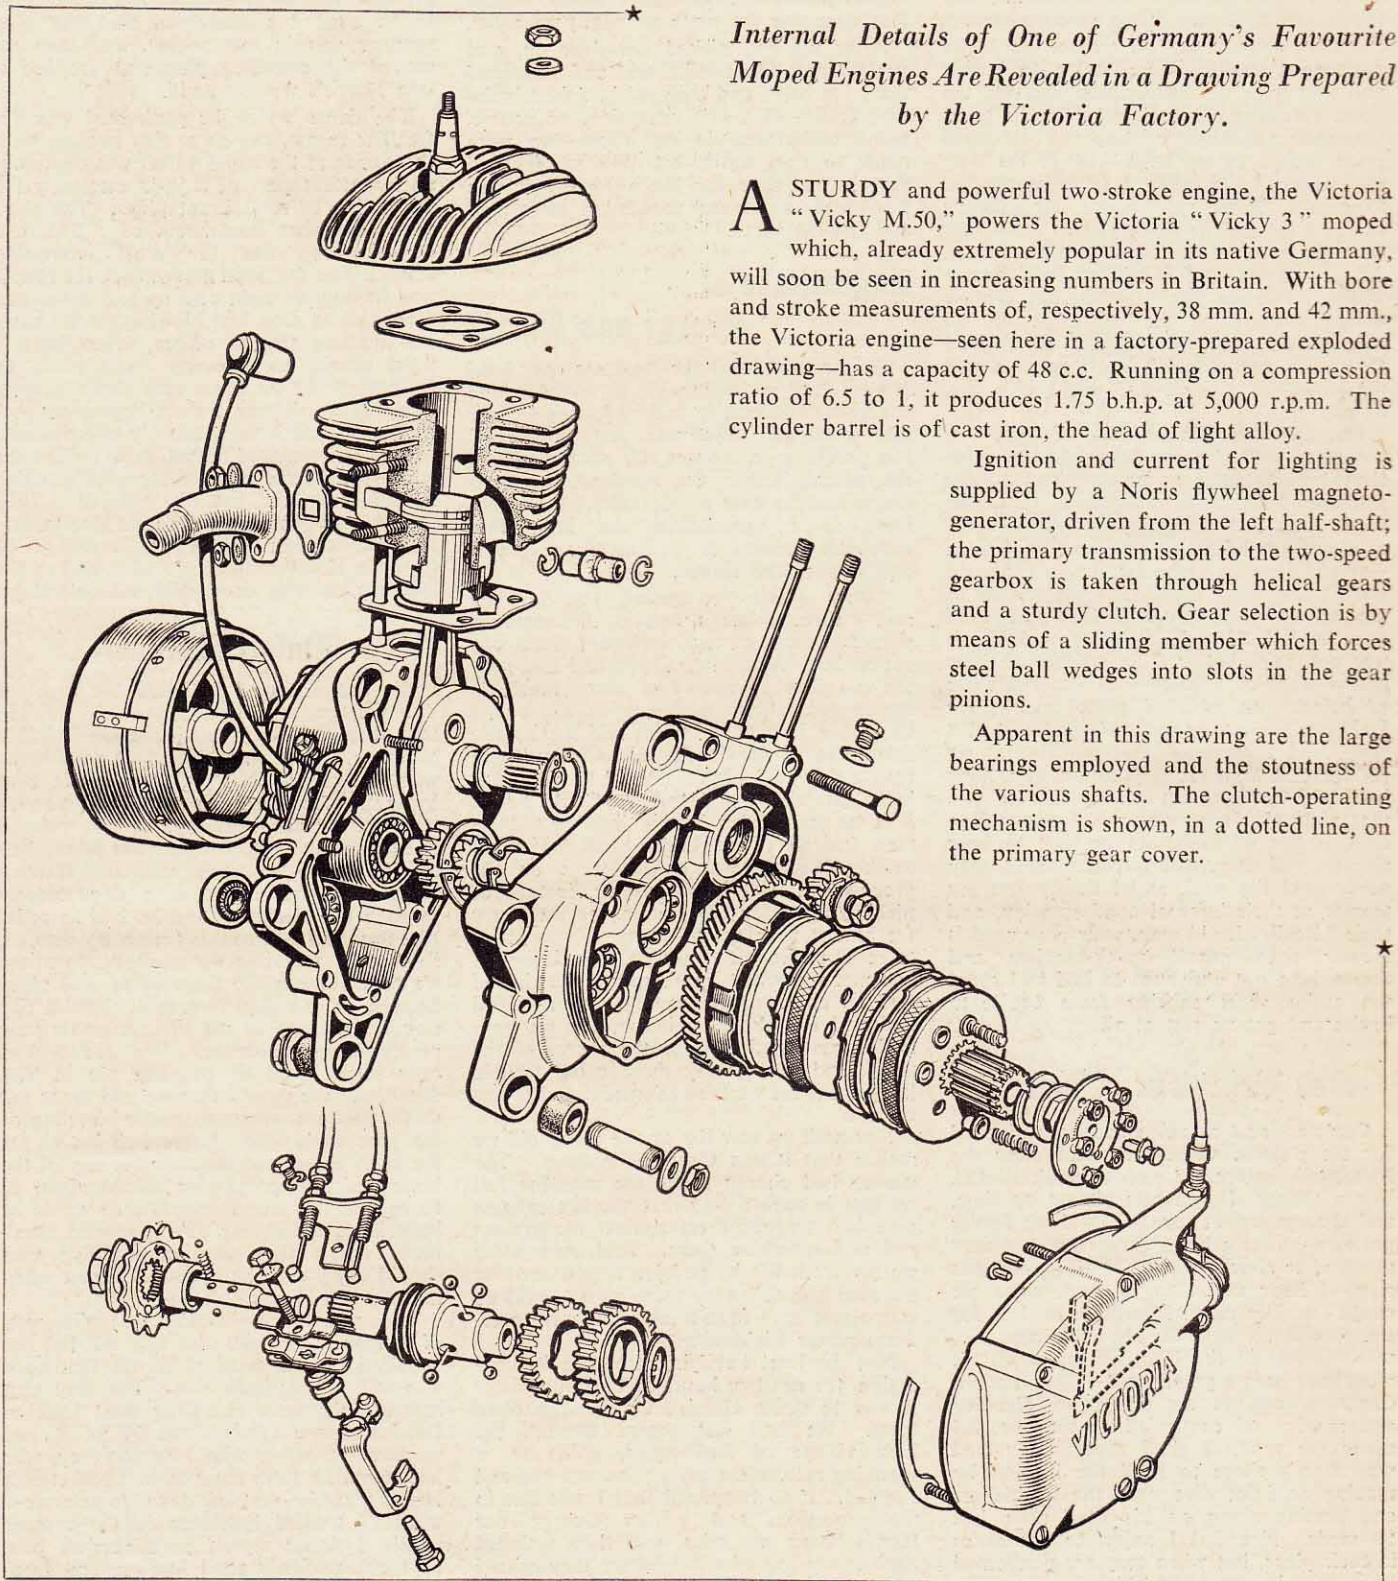 Internal Details of One of Germany's Favourite
Moped Engines Are Revealed in a Drawing Prepared
by the Victoria Factory.
A STURDY and powerful two-stroke engine, the Victoria
“ Vicky M.50,” powers the Victoria “ Vicky 3 ” moped
which, already extremely popular in its native Germany,
will soon be seen in increasing numbers in Britain. With bore
and stroke measurements of, respectively, 38 mm. and 42 mm.,
the Victoria engine—seen here in a factory-prepared exploded
drawing—has a capacity of 48 c.c. Running on a compression
ratio of 6.5 to 1, it produces 1.75 b.h.p. at 5,000 r.p.m. The
cylinder barrel is of cast iron, the head of light alloy.
Ignition and current for lighting is
supplied by a Noris flywheel magneto-
generator, driven from the left half-shaft;
the primary transmission to the two-speed
gearbox is taken through helical gears
and a sturdy clutch. Gear selection is by
means of a sliding member which forces
steel ball wedges into slots in the gear
pinions.
Apparent in this drawing are the large
bearings employed and the stoutness of
the various shafts. The clutch-operating
mechanism is shown, in a dotted line, on
the primary gear cover.
VICTORIA